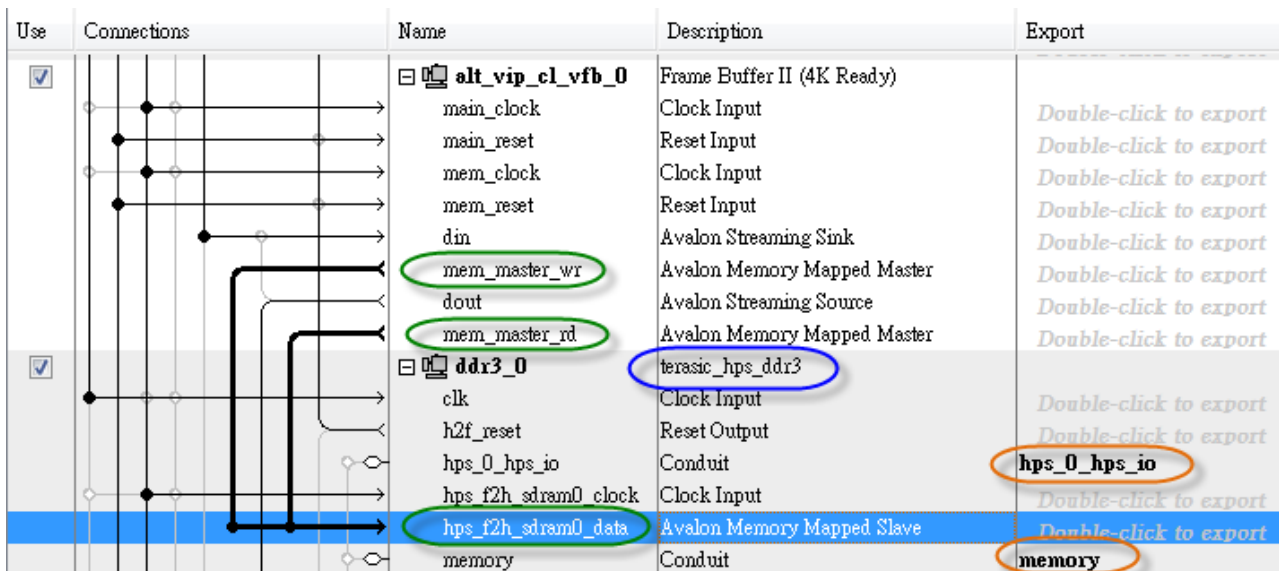 Use Connections Name Description Export
alt_vip_cl_vfb_0 Frame Buffer II (4K Ready)
main_clock Clock Input Double-click to export
main_reset Reset Input Double-click to export
mem_clock Clock Input Double-click to export
mem_reset Reset Input Double-click to export
din Avalon Streaming Sink Double-click to export
mem_master_wr Avalon Memory Mapped Master Double-click to export
dout Avalon Streaming Source Double-click to export
mem_master_rd Avalon Memory Mapped Master Double-click to export
ddr3_0 terasic_hps_ddr3
clk Clock Input Double-click to export
h2f_reset Reset Output Double-click to export
hps_0_hps_io Conduit hps_0_hps_io
hps_f2h_sdram0_clock Clock Input Double-click to export
hps_f2h_sdram0_data Avalon Memory Mapped Slave Double-click to export
memory Conduit memory